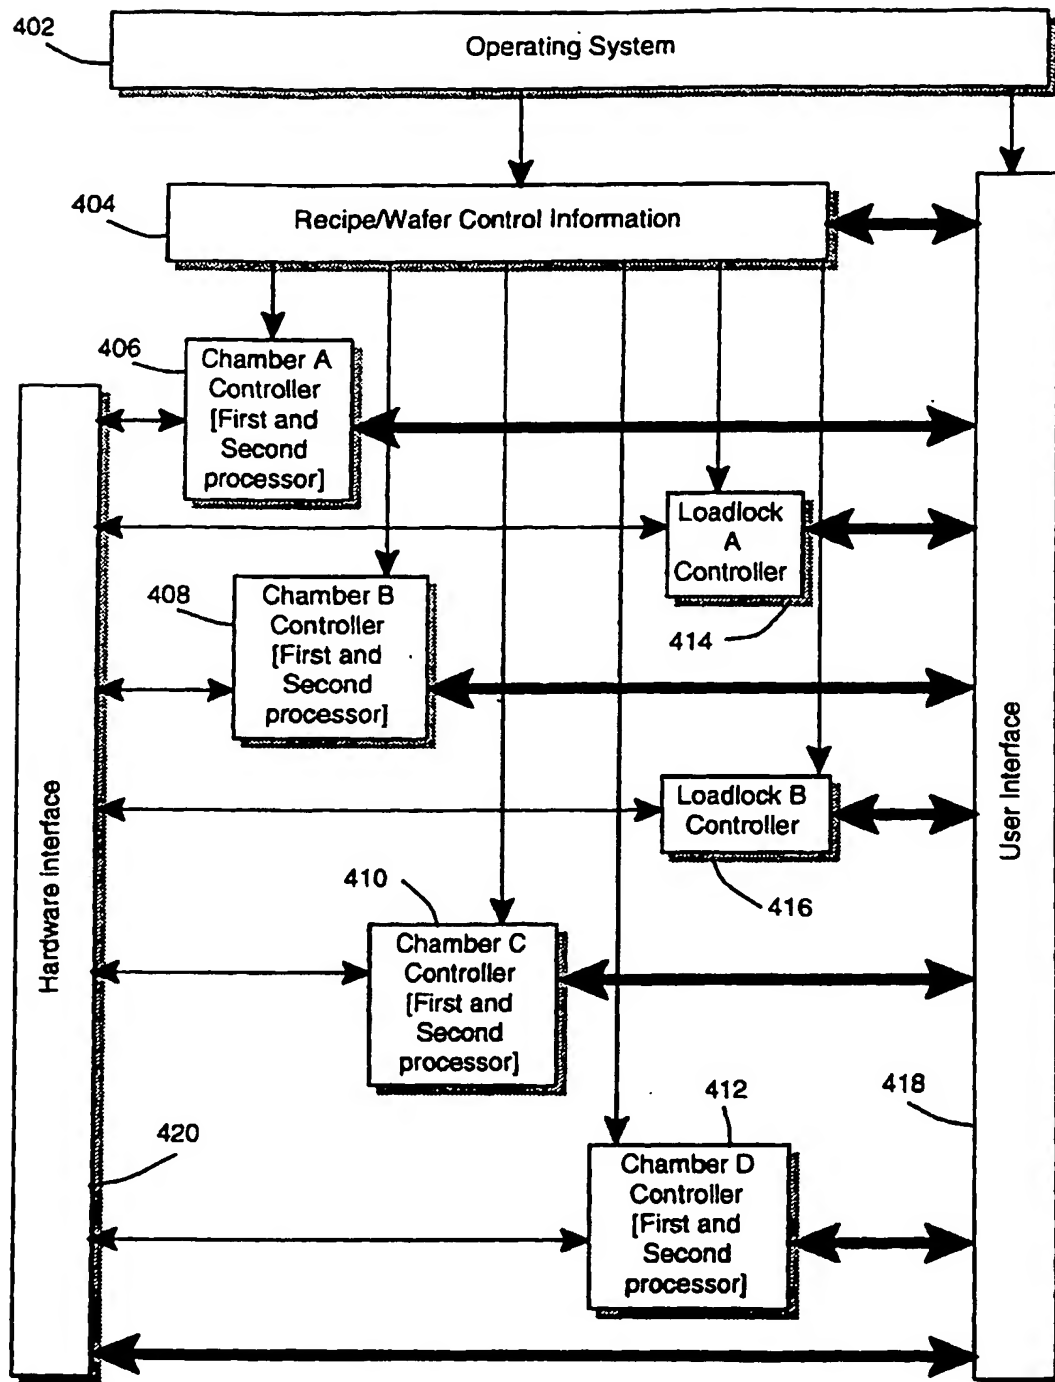 402
Operating System
404
Recipe/Wafer Control Information
406
Chamber A
Controller
[First and
Second
processor]
Loadlock
A
Controller
414
408
Chamber B
Controller
[First and
Second
processor]
Hardware interface
User Interface
Loadlock B
Controller
416
410
Chamber C
Controller
[First and
Second
processor]
418
412
420
Chamber D
Controller
[First and
Second
processor]